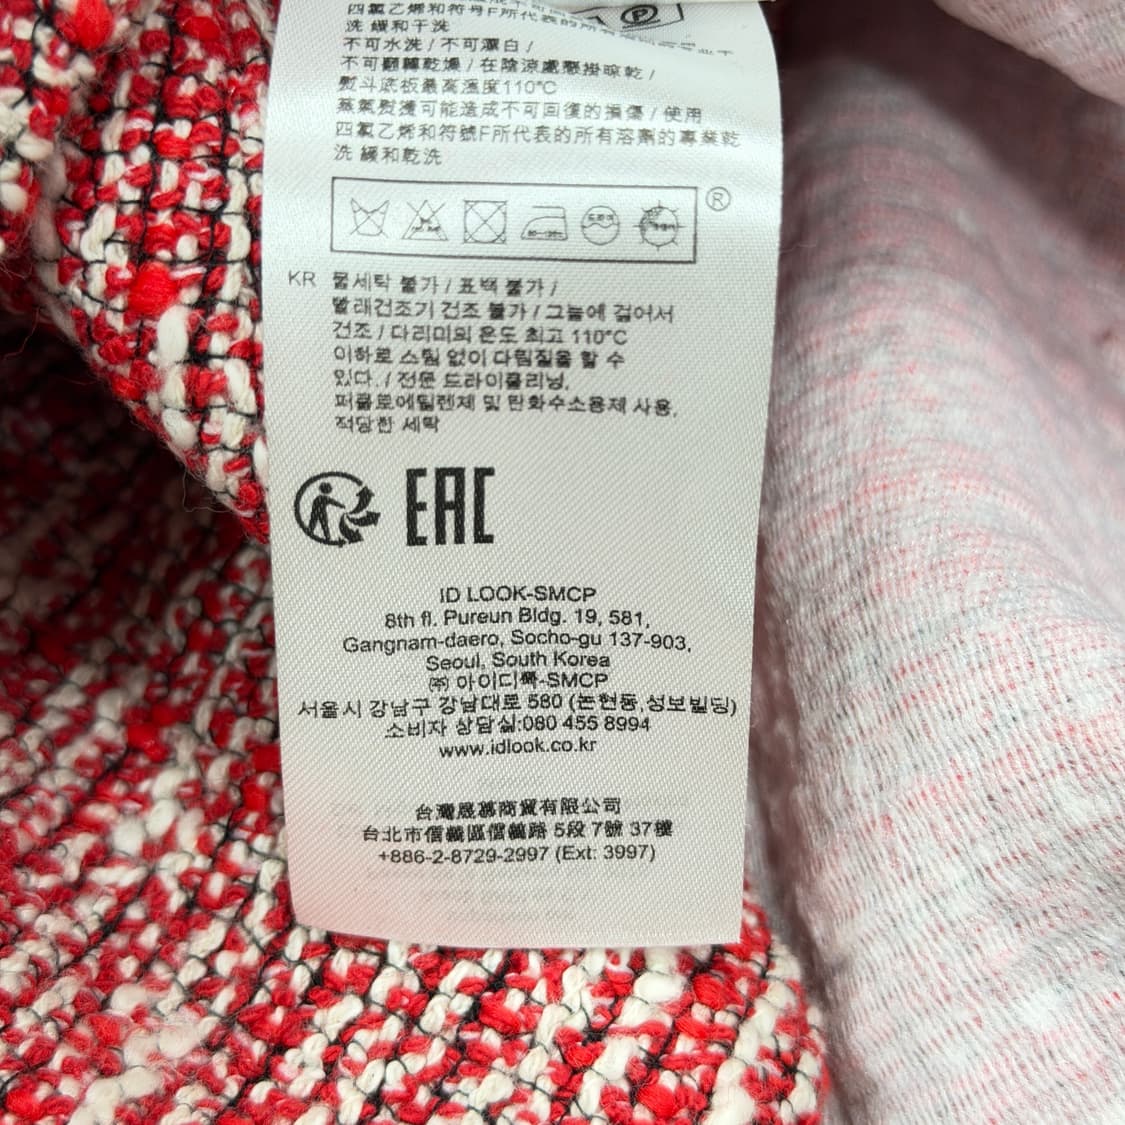 四氯乙烯和符号F所代表的所有
洗 緩和干洗
不可水洗 / 不可漂白 /
不可翻轉乾燥 / 在陰涼處懸掛晾乾 /
熨斗底板最高溫度110°C
蒸氣熨燙可能造成不可回復的損傷 / 使用
四氯乙烯和符號F所代表的所有溶劑的專業乾
洗 緩和乾洗
®
KR 물세탁 불가 / 표백 불가 /
빨래건조기 건조 불가 / 그늘에 걸어서
건조 / 다리미의 온도 최고 110°C
이하로 스팀 없이 다림질을 할 수
있다. / 전문 드라이클리닝,
퍼클로에틸렌제 및 탄화수소용제 사용,
적당한 세탁
EAC
ID LOOK-SMCP
8th fl. Pureun Bldg. 19, 581,
Gangnam-daero, Socho-gu 137-903,
Seoul, South Korea
㈜ 아이디룩-SMCP
서울시 강남구 강남대로 580 (논현동,성보빌딩)
소비자 상담실:080 455 8994
www.idlook.co.kr
台灣晟慕商貿有限公司
台北市信義區信義路 5段 7號 37樓
+886-2-8729-2997 (Ext: 3997)